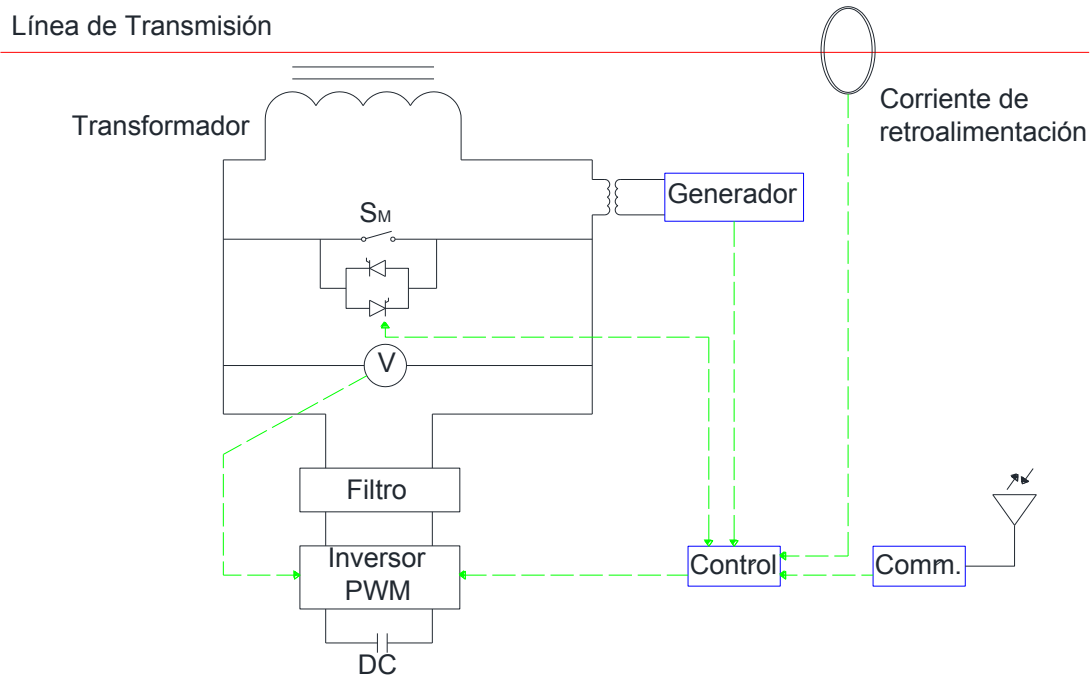 Línea de Transmisión
Corriente de
retroalimentación
Transformador
Generador
SM
V
Filtro
Inversor
PWM
Control
Comm.
DC